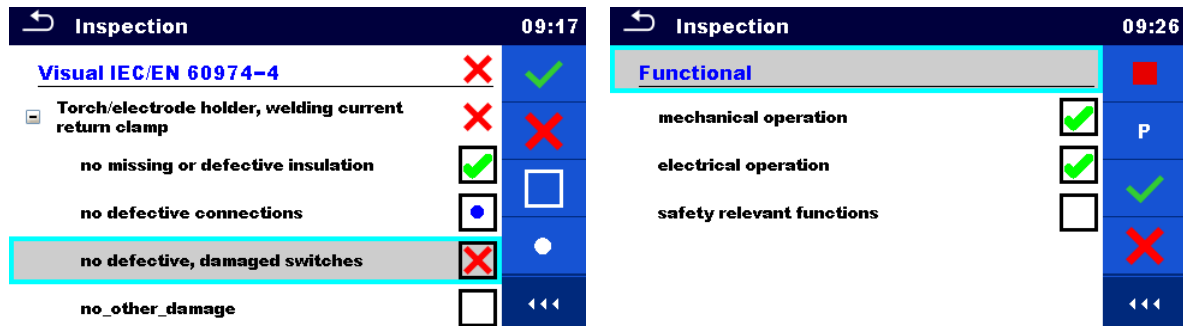 Inspection
09:17
Visual IEC/EN 60974-4
Torch/electrode holder, welding current
return clamp
no missing or defective insulation
no defective connections
no defective, damaged switches
no_other_damage
Inspection
09:26
Functional
P
mechanical operation
electrical operation
safety relevant functions